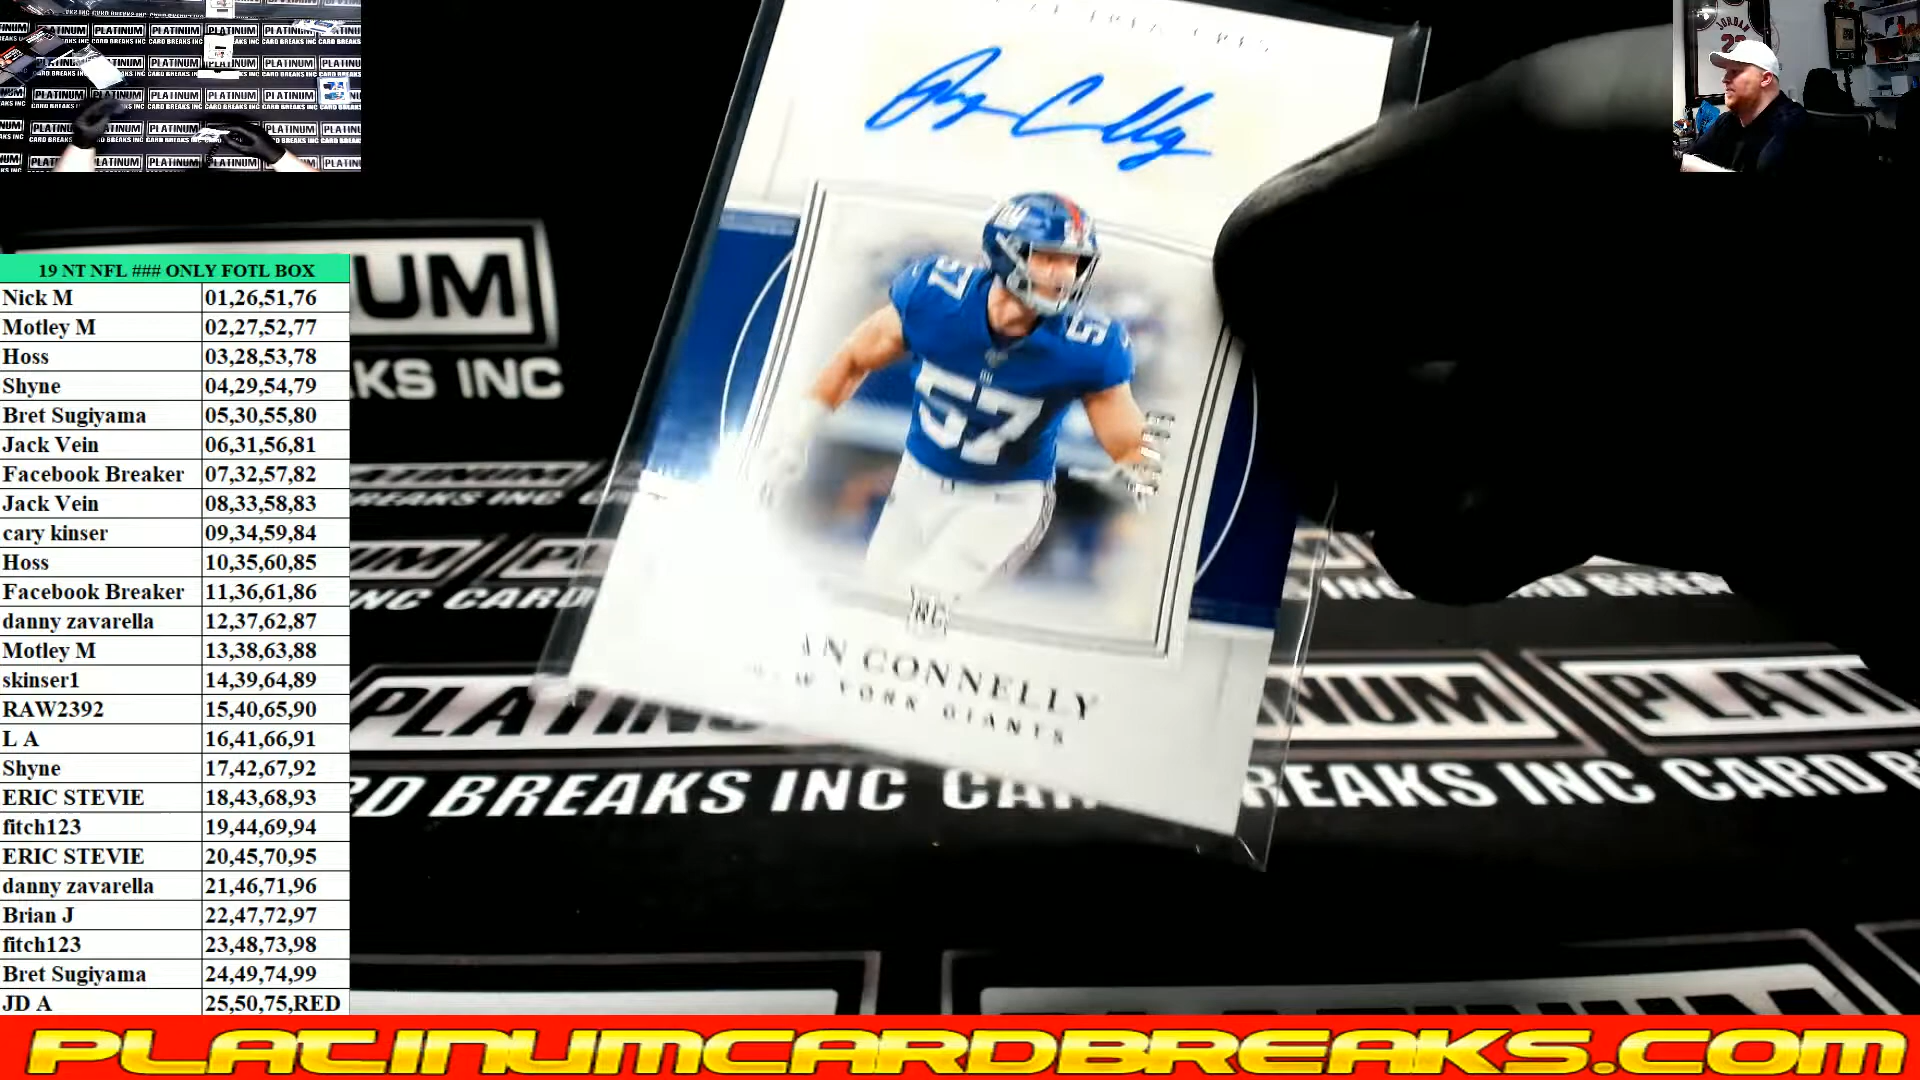 19 NT NFL ### ONLY FOTL BOX
Nick M 01,26,51,76
Motley M 02,27,52,77
Hoss 03,28,53,78
Shyne 04,29,54,79
Bret Sugiyama 05,30,55,80
Jack Vein 06,31,56,81
Facebook Breaker 07,32,57,82
Jack Vein 08,33,58,83
cary kinser 09,34,59,84
Hoss 10,35,60,85
Facebook Breaker 11,36,61,86
danny zavarella 12,37,62,87
Motley M 13,38,63,88
skinser1 14,39,64,89
RAW2392 15,40,65,90
L A 16,41,66,91
Shyne 17,42,67,92
ERIC STEVIE 18,43,68,93
fitch123 19,44,69,94
ERIC STEVIE 20,45,70,95
danny zavarella 21,46,71,96
Brian J 22,47,72,97
fitch123 23,48,73,98
Bret Sugiyama 24,49,74,99
JD A 25,50,75,RED
57
57
57
RC
AN CONNELLY
YORK GIANTS
PLATINUM
CARD BREAKS INC
PLATINUMCARDBREAKS.COM